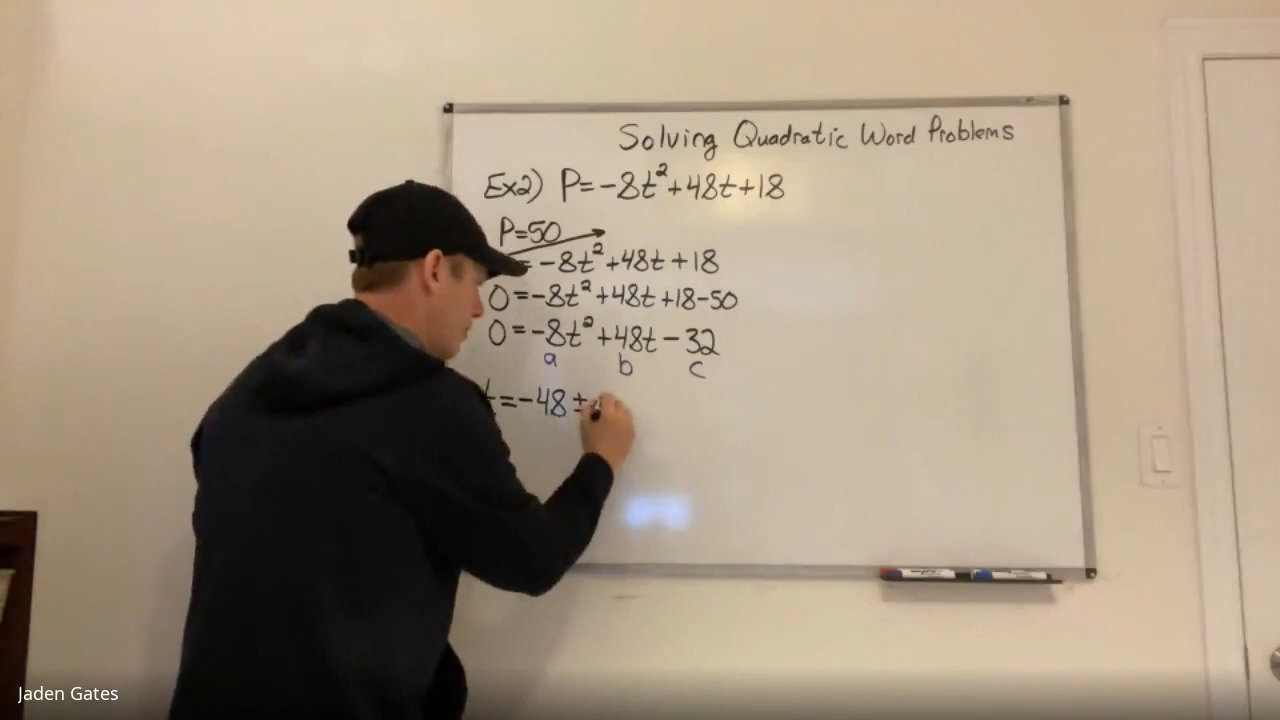 Solving Quadratic Word Problems
Ex2) P=-8t²+48t+18
P=50
=-8t²+48t+18
0=-8t²+48t+18-50
0=-8t²+48t-32
a b c
t=-48±
Jaden Gates